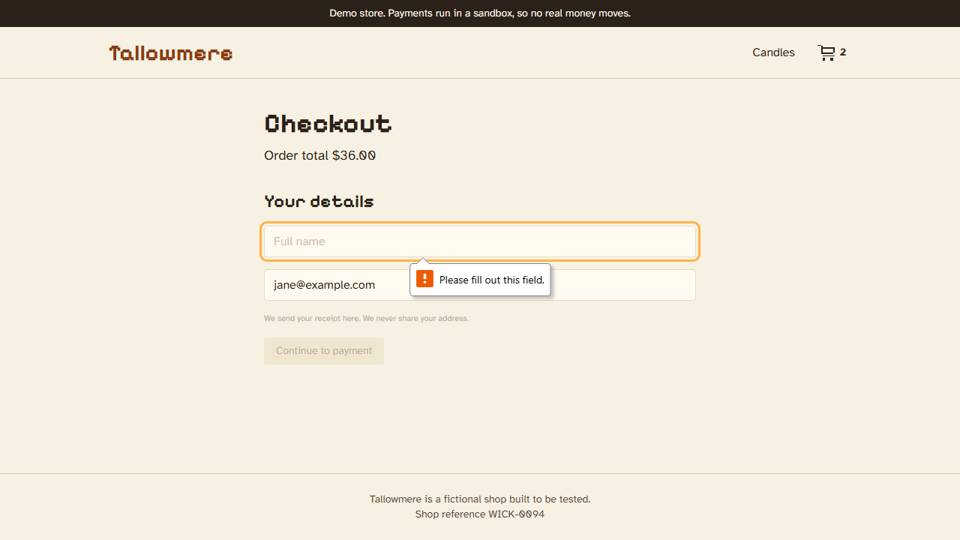 Demo store. Payments run in a sandbox, so no real money moves.
Tallowmere
Candles
2
Checkout
Order total $36.00
Your details
Full name
Please fill out this field.
jane@example.com
We send your receipt here. We never share your address.
Continue to payment
Tallowmere is a fictional shop built to be tested.
Shop reference WICK-0094